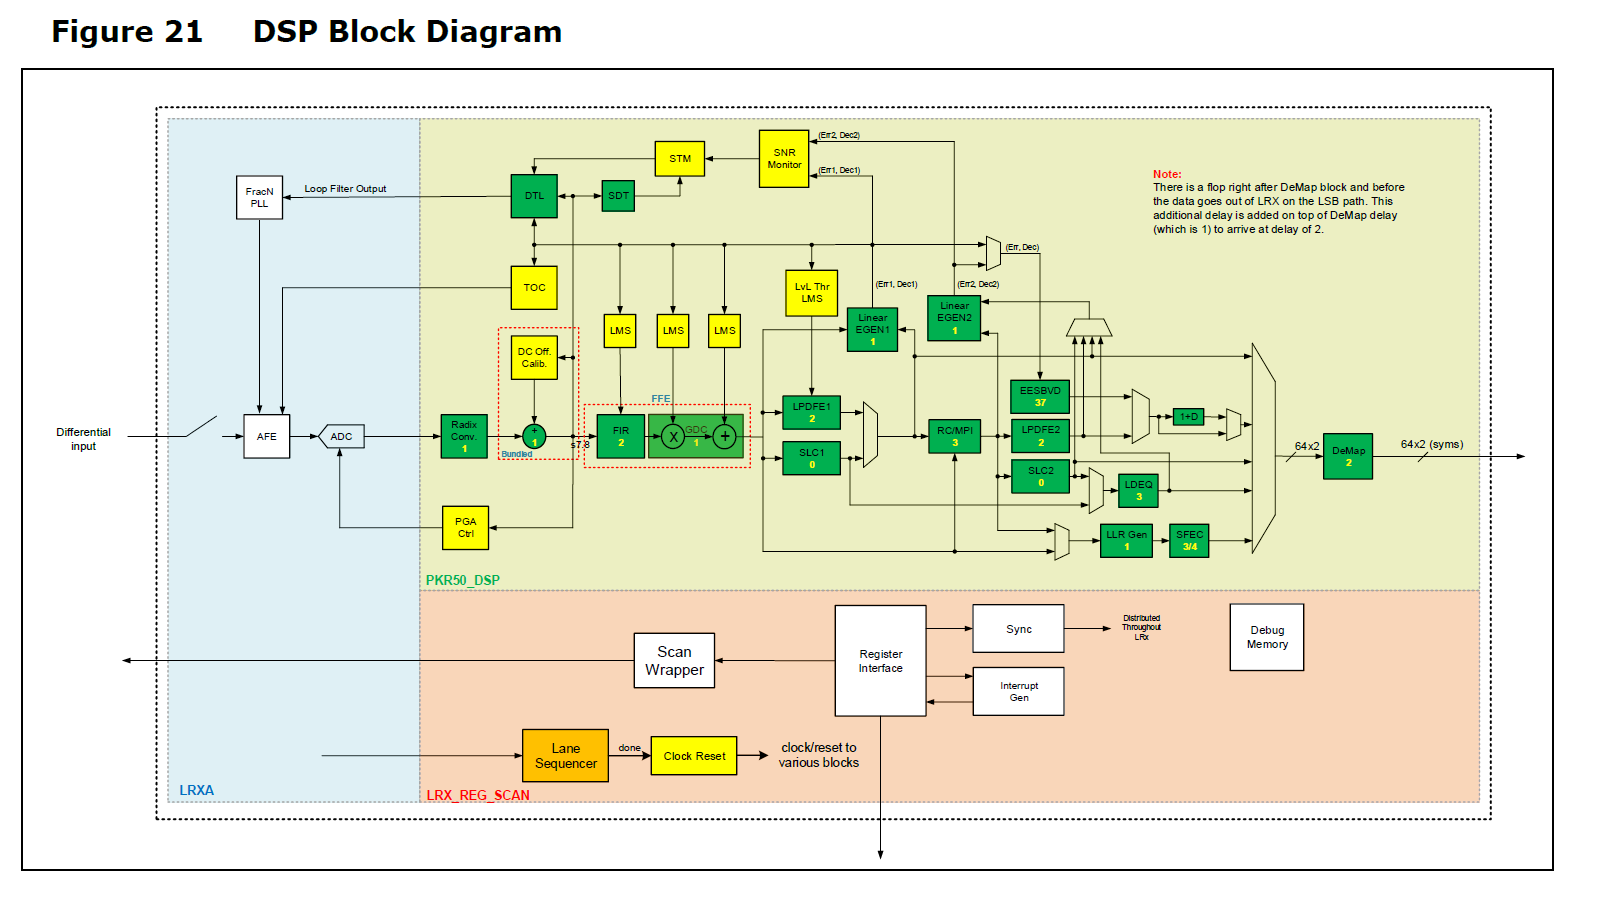 Figure 21 DSP Block Diagram
(Err2, Dec2)
SNR
Monitor
STM
(Err1, Dec1)
FracN
PLL
Loop Filter Output
DTL
SDT
Note:
There is a flop right after DeMap block and before
the data goes out of LRX on the LSB path. This
additional delay is added on top of DeMap delay
(which is 1) to arrive at delay of 2.
(Err, Dec)
TOC
LvL Thr
LMS
(Err1, Dec1)
(Err2, Dec2)
Linear
EGEN1
1
Linear
EGEN2
1
LMS
LMS
LMS
DC Off.
Calib.
EESBVD
37
FFE
LPDFE1
2
1+D
Differential
input
AFE
ADC
Radix
Conv.
1
+
1
Bundled
s7.8
FIR
2
X
GDC
1
+
RC/MPI
3
LPDFE2
2
SLC1
0
SLC2
0
LDEQ
3
64x2
DeMap
2
64x2 (syms)
PGA
Ctrl
LLR Gen
1
SFEC
3/4
PKR50_DSP
Scan
Wrapper
Register
Interface
Sync
Distributed
Throughout
LRx
Debug
Memory
Interrupt
Gen
Lane
Sequencer
done
Clock Reset
clock/reset to
various blocks
LRXA
LRX_REG_SCAN